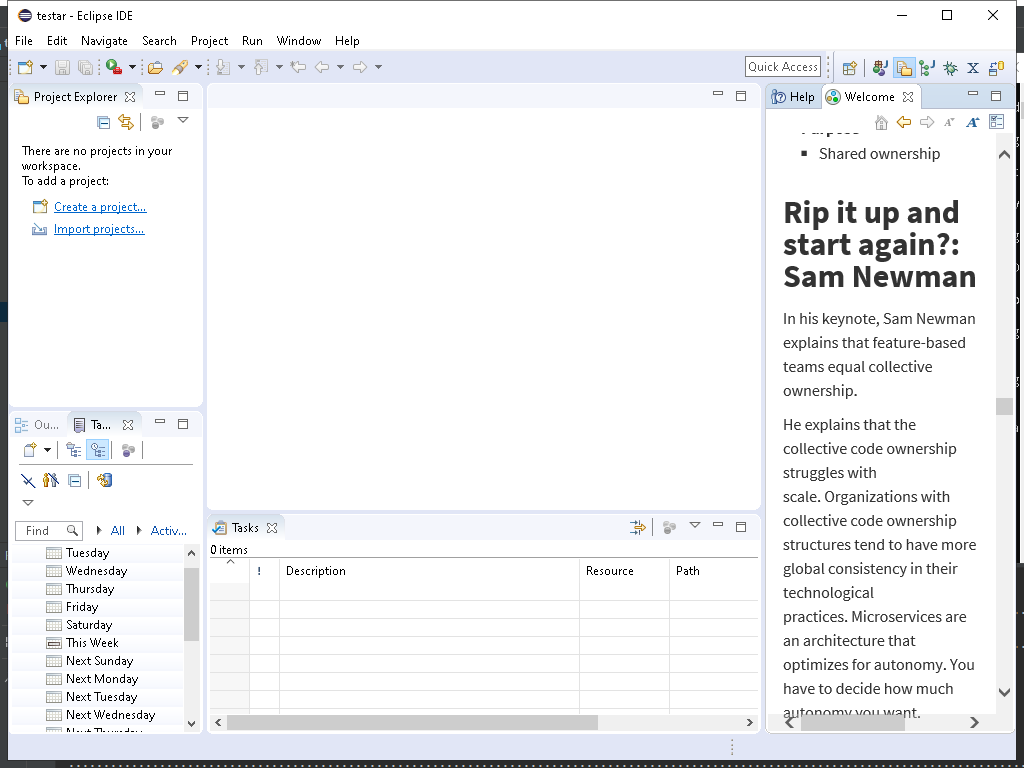 testar - Eclipse IDE
File Edit Navigate Search Project Run Window Help
Quick Access
Project Explorer
There are no projects in your
workspace.
To add a project:
Create a project...
Import projects...
Ou... Ta...
Find All Activ...
Tuesday
Wednesday
Thursday
Friday
Saturday
This Week
Next Sunday
Next Monday
Next Tuesday
Next Wednesday
Tasks
0 items
! Description Resource Path
Help Welcome
Shared ownership
Rip it up and
start again?:
Sam Newman
In his keynote, Sam Newman
explains that feature-based
teams equal collective
ownership.
He explains that the
collective code ownership
struggles with
scale. Organizations with
collective code ownership
structures tend to have more
global consistency in their
technological
practices. Microservices are
an architecture that
optimizes for autonomy. You
have to decide how much
autonomy you want.